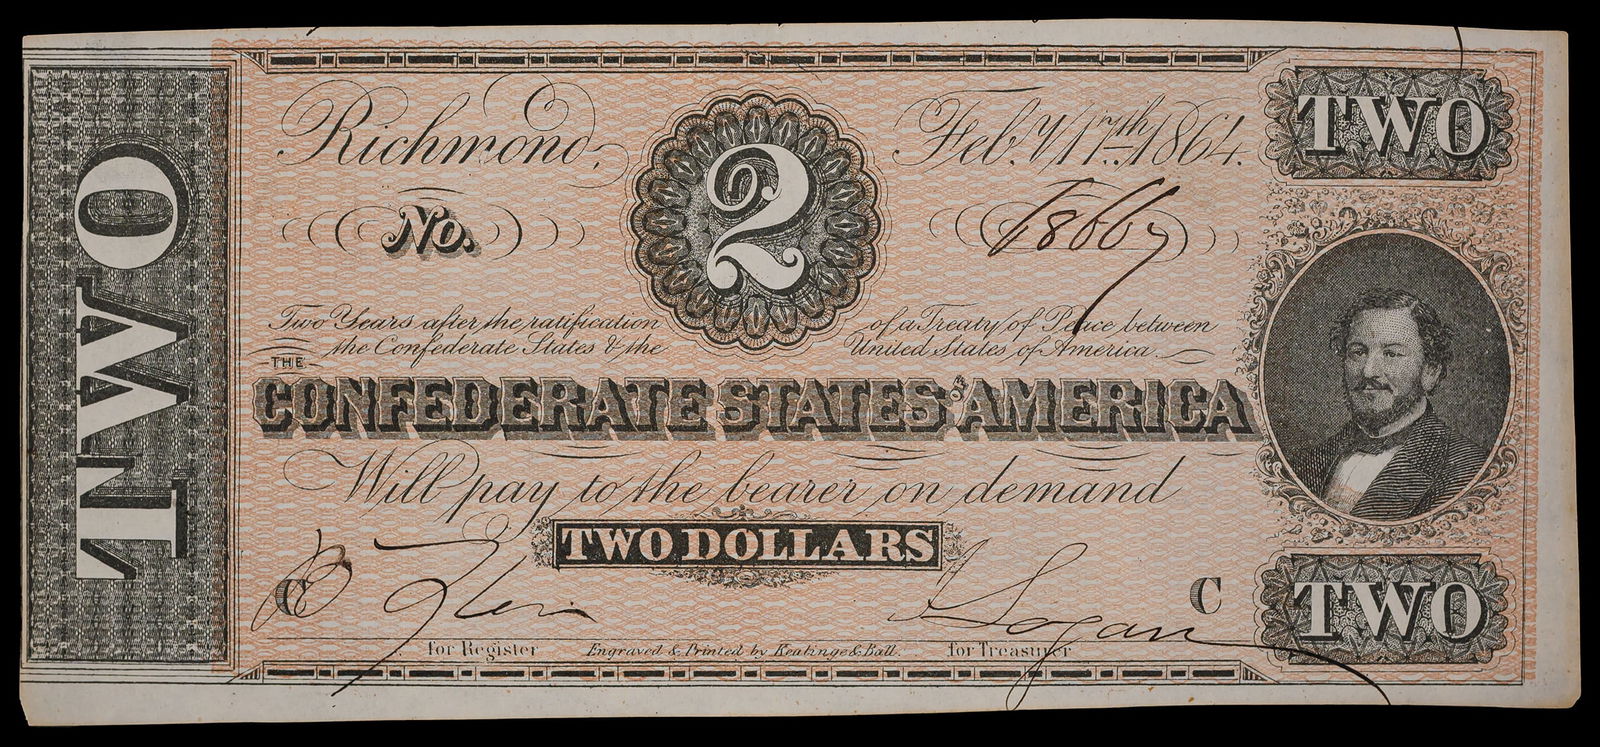 TWO
Richmond,
2
Feb.y 17th 1864.
TWO
No.
18667
Two Years after the ratification of a Treaty of Peace between
the Confederate States & the United States of America
THE
CONFEDERATE STATES OF AMERICA
Will pay to the bearer on demand
TWO DOLLARS
C
Logan
C
TWO
for Register
Engraved & Printed by Keatinge & Ball.
for Treasurer